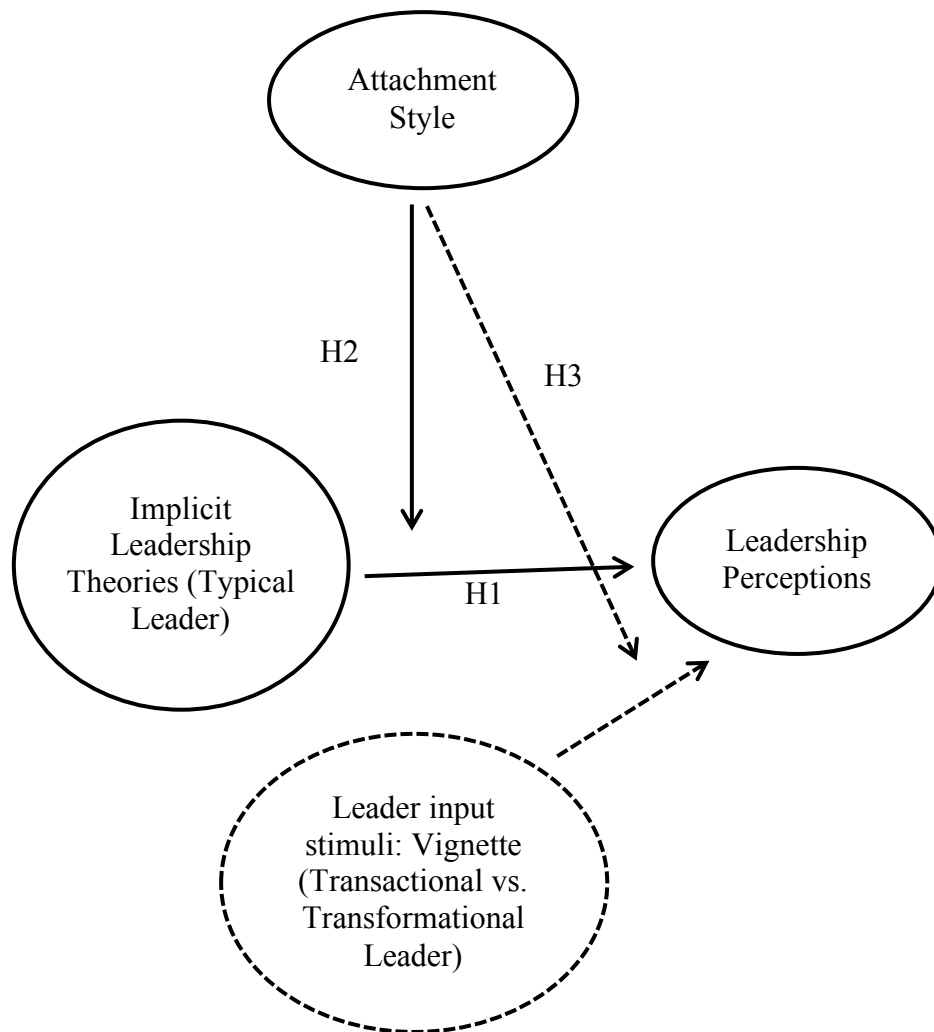 Attachment
Style
H2
H3
Implicit
Leadership
Theories (Typical
Leader)
H1
Leadership
Perceptions
Leader input
stimuli: Vignette
(Transactional vs.
Transformational
Leader)